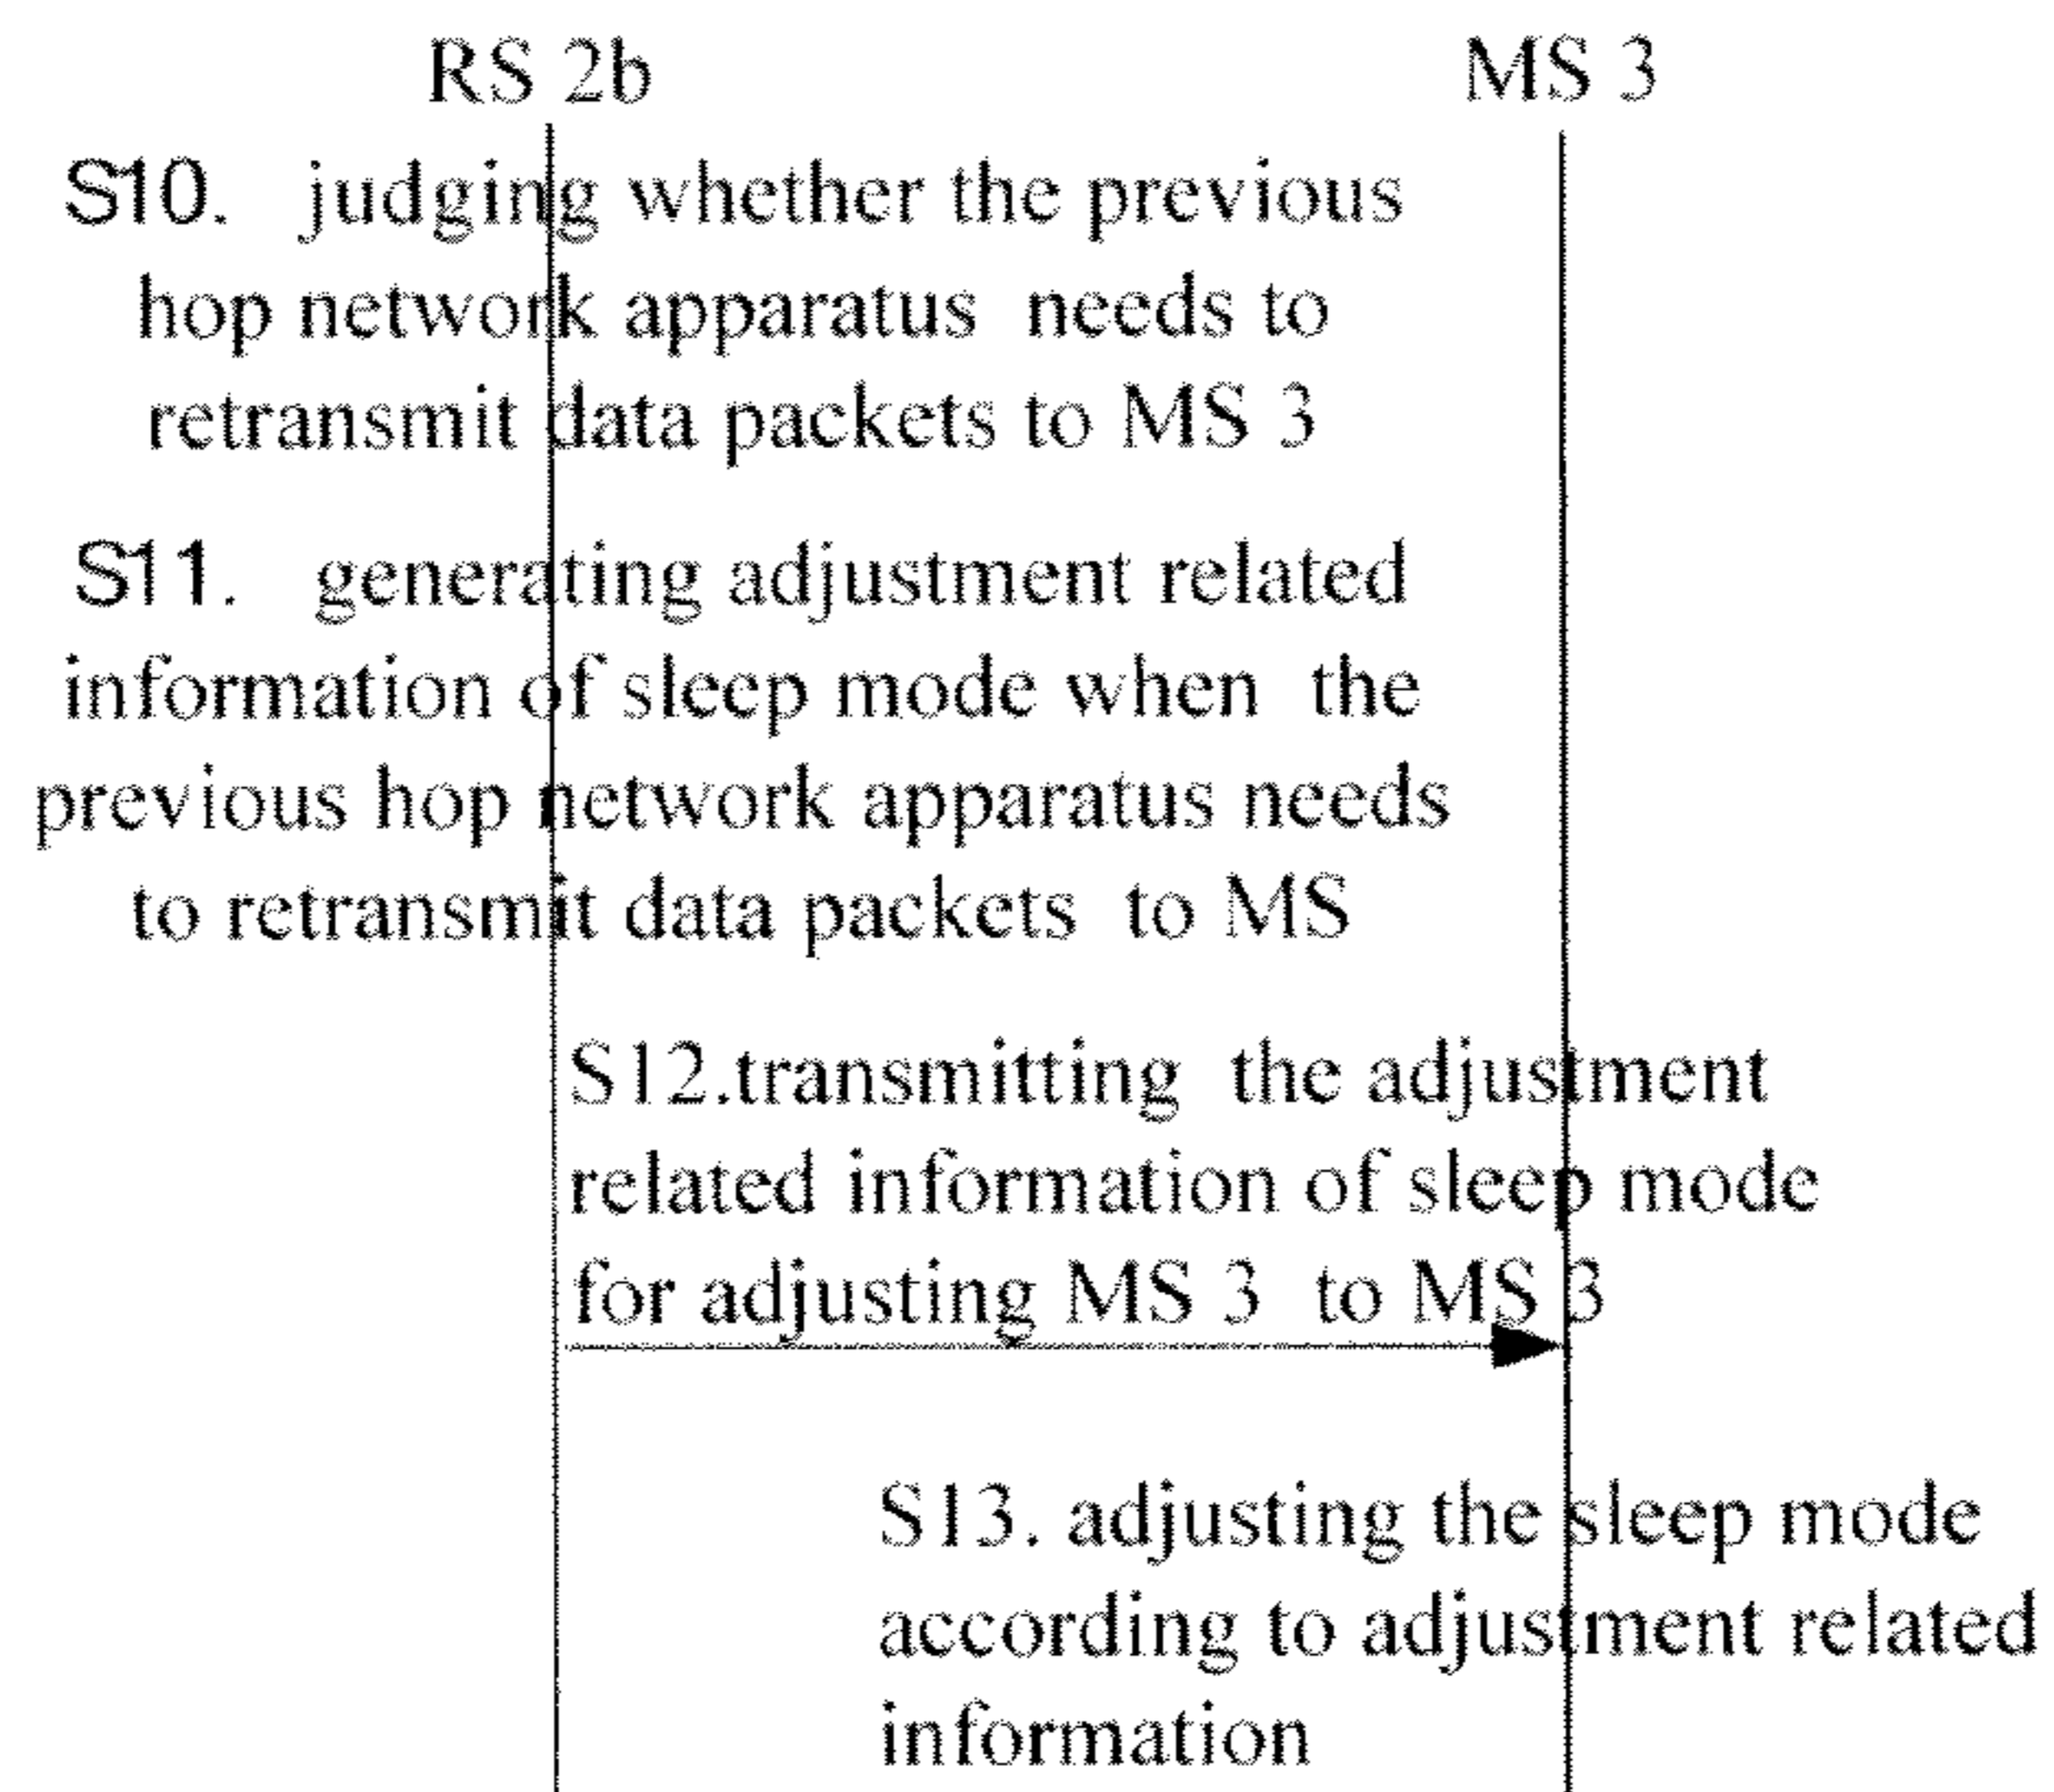 RS 2b MS 3
S10. judging whether the previous
hop network apparatus needs to
retransmit data packets to MS 3
S11. generating adjustment related
information of sleep mode when the
previous hop network apparatus needs
to retransmit data packets to MS
S12.transmitting the adjustment
related information of sleep mode
for adjusting MS 3 to MS 3
S13. adjusting the sleep mode
according to adjustment related
information